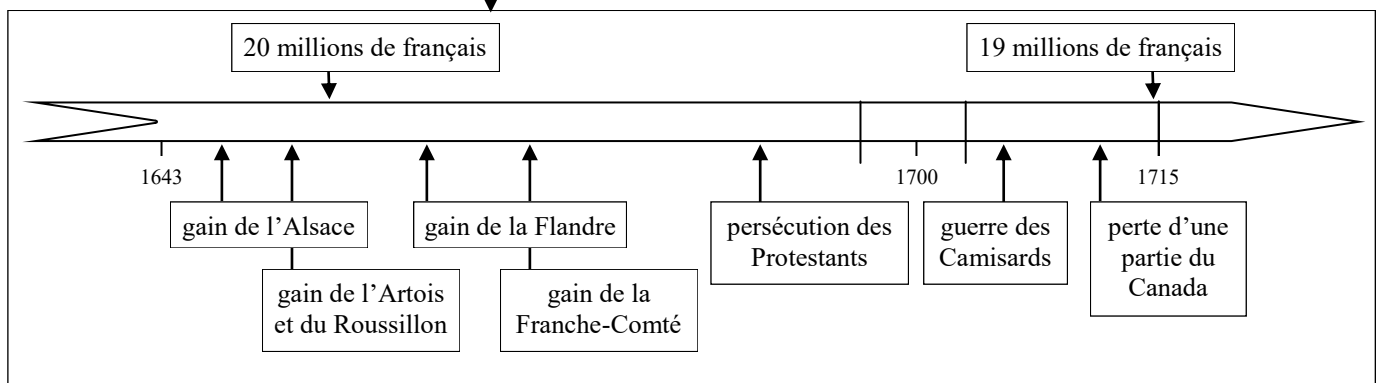 20 millions de français
19 millions de français
1643
1700
1715
gain de l’Alsace
gain de la Flandre
persécution des
Protestants
guerre des
Camisards
perte d’une
partie du
Canada
gain de l’Artois
et du Roussillon
gain de la
Franche-Comté